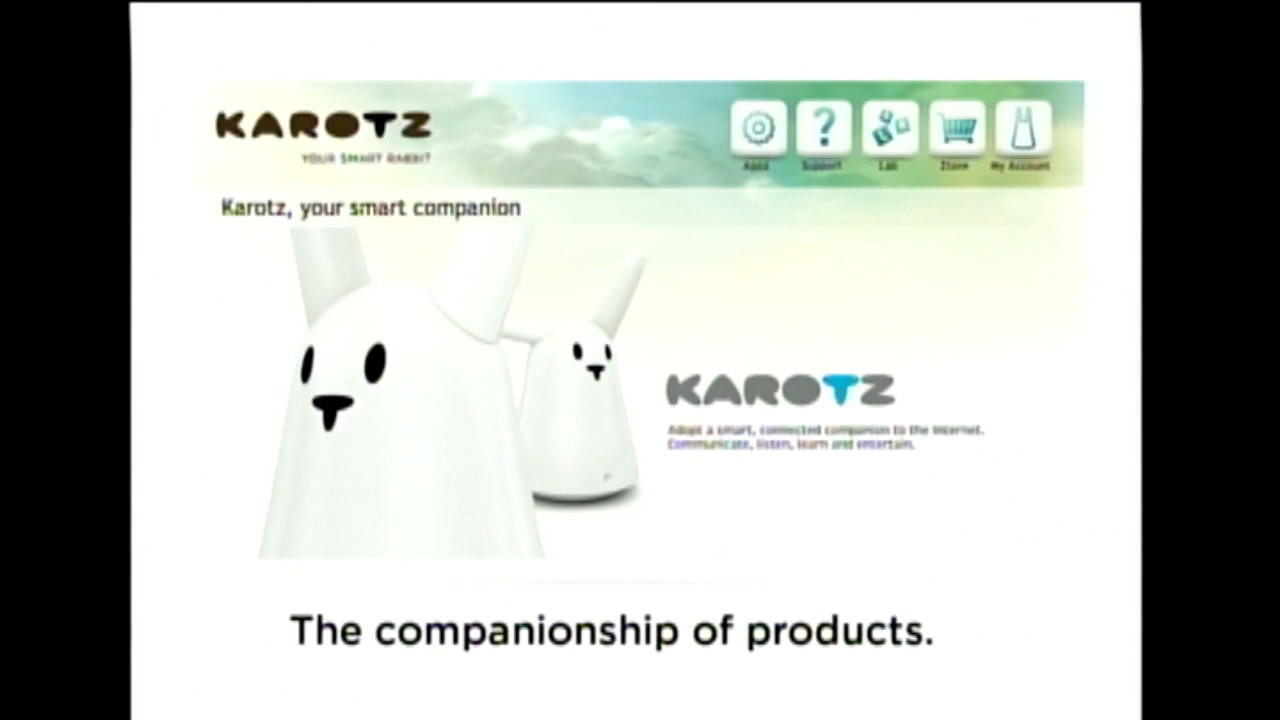 KAROTZ
YOUR SMART RABBIT
Apps
Support
Lab
Store
My Account
Karotz, your smart companion
KAROTZ
Adopt a smart, connected companion to the Internet.
Communicate, listen, learn and entertain.
The companionship of products.